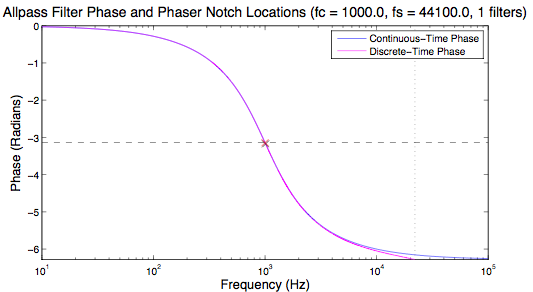 Allpass Filter Phase and Phaser Notch Locations (fc = 1000.0, fs = 44100.0, 1 filters)
Continuous−Time Phase
Discrete−Time Phase
Phase (Radians)
0
−1
−2
−3
−4
−5
−6
10^1 10^2 10^3 10^4 10^5
Frequency (Hz)